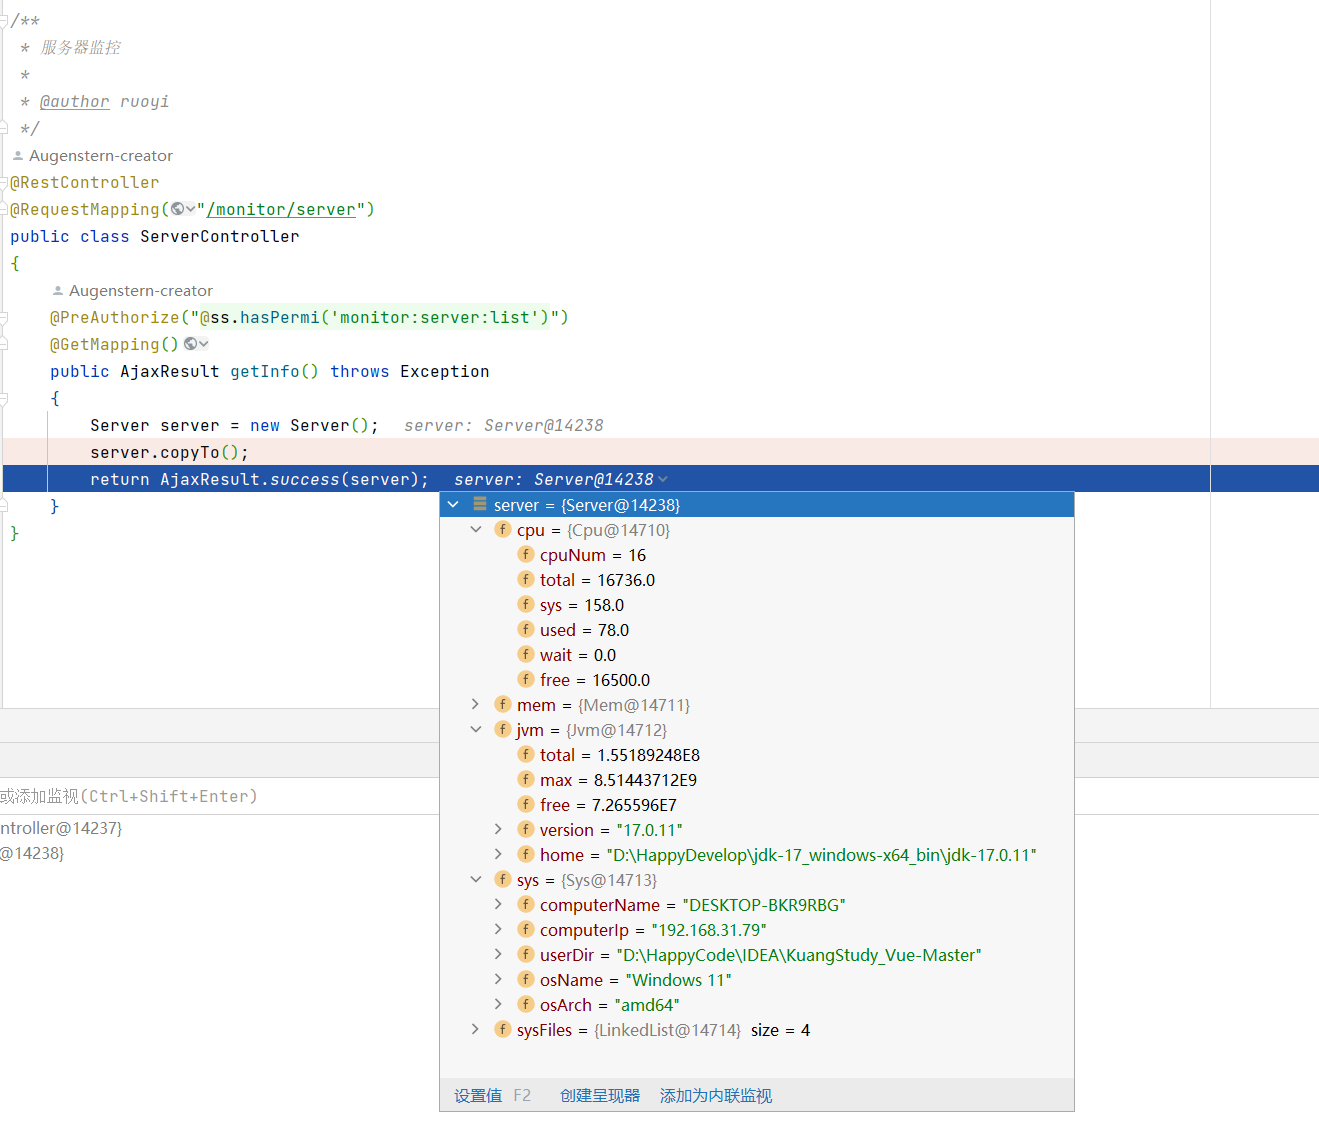 /**
* 服务器监控
*
* @author ruoyi
*/
Augenstern-creator
@RestController
@RequestMapping("/monitor/server")
public class ServerController
{
Augenstern-creator
@PreAuthorize("@ss.hasPermi('monitor:server:list')")
@GetMapping()
public AjaxResult getInfo() throws Exception
{
Server server = new Server(); server: Server@14238
server.copyTo();
return AjaxResult.success(server); server: Server@14238
}
}
server = {Server@14238}
cpu = {Cpu@14710}
cpuNum = 16
total = 16736.0
sys = 158.0
used = 78.0
wait = 0.0
free = 16500.0
mem = {Mem@14711}
jvm = {Jvm@14712}
total = 1.55189248E8
max = 8.51443712E9
free = 7.265596E7
version = "17.0.11"
home = "D:\HappyDevelop\jdk-17_windows-x64_bin\jdk-17.0.11"
sys = {Sys@14713}
computerName = "DESKTOP-BKR9RBG"
computerIp = "192.168.31.79"
userDir = "D:\HappyCode\IDEA\KuangStudy_Vue-Master"
osName = "Windows 11"
osArch = "amd64"
sysFiles = {LinkedList@14714} size = 4
设置值 F2 创建呈现器 添加为内联监视
或添加监视(Ctrl+Shift+Enter)
ntroller@14237}
@14238}